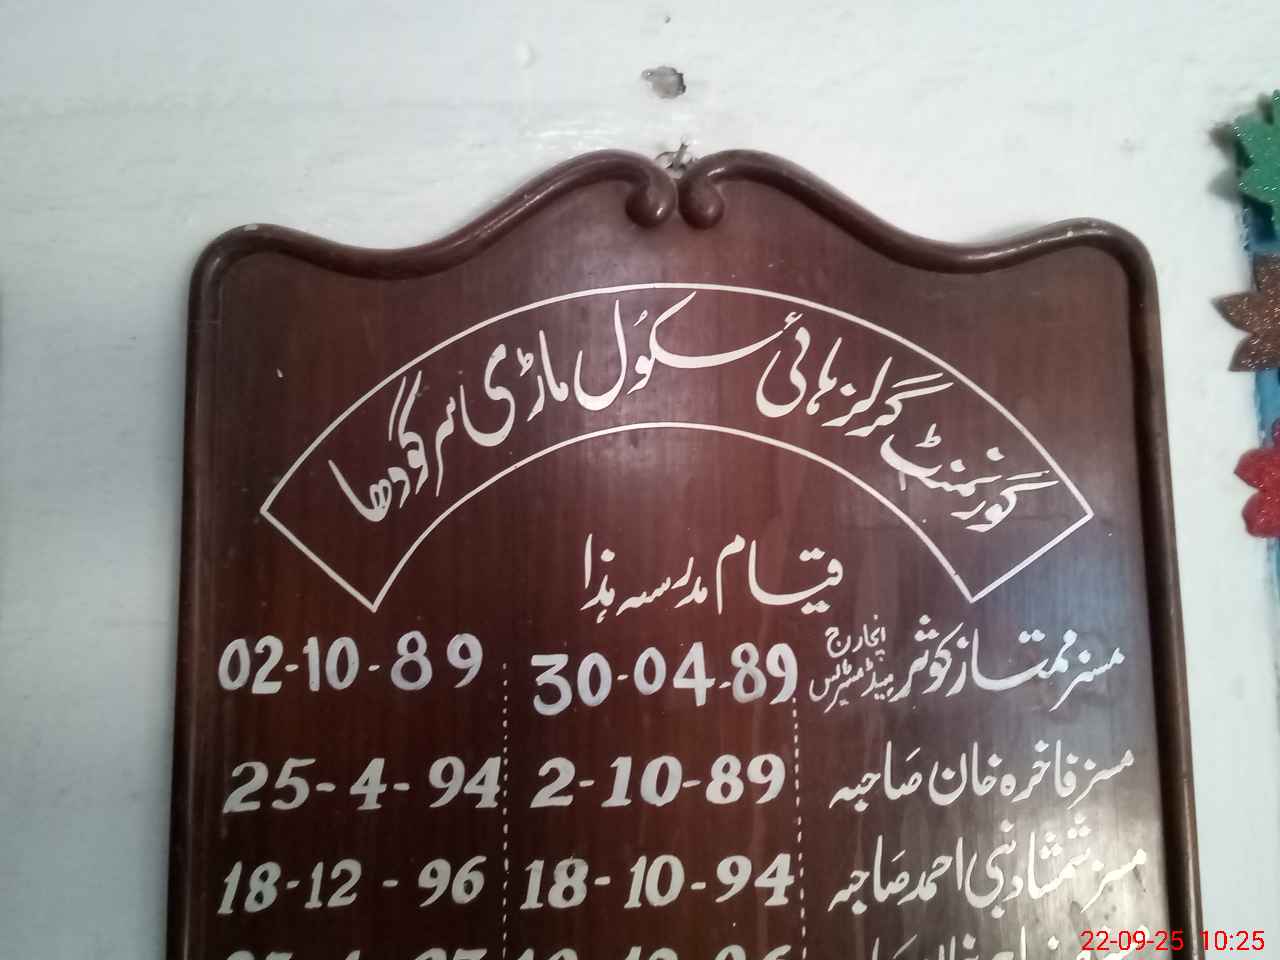 گورنمنٹ گرلز ہائی سکول ماڑی سرگودھا
قیام مدرسہ ہذا
مسز ممتاز کوثر انچارج ہیڈمسٹریس 30-04-89 02-10-89
مسز فاخرہ خان صاحبہ 2-10-89 25-4-94
مسز شمشاد نبی احمد صاحبہ 18-10-94 18-12-96
22-09-25 10:25